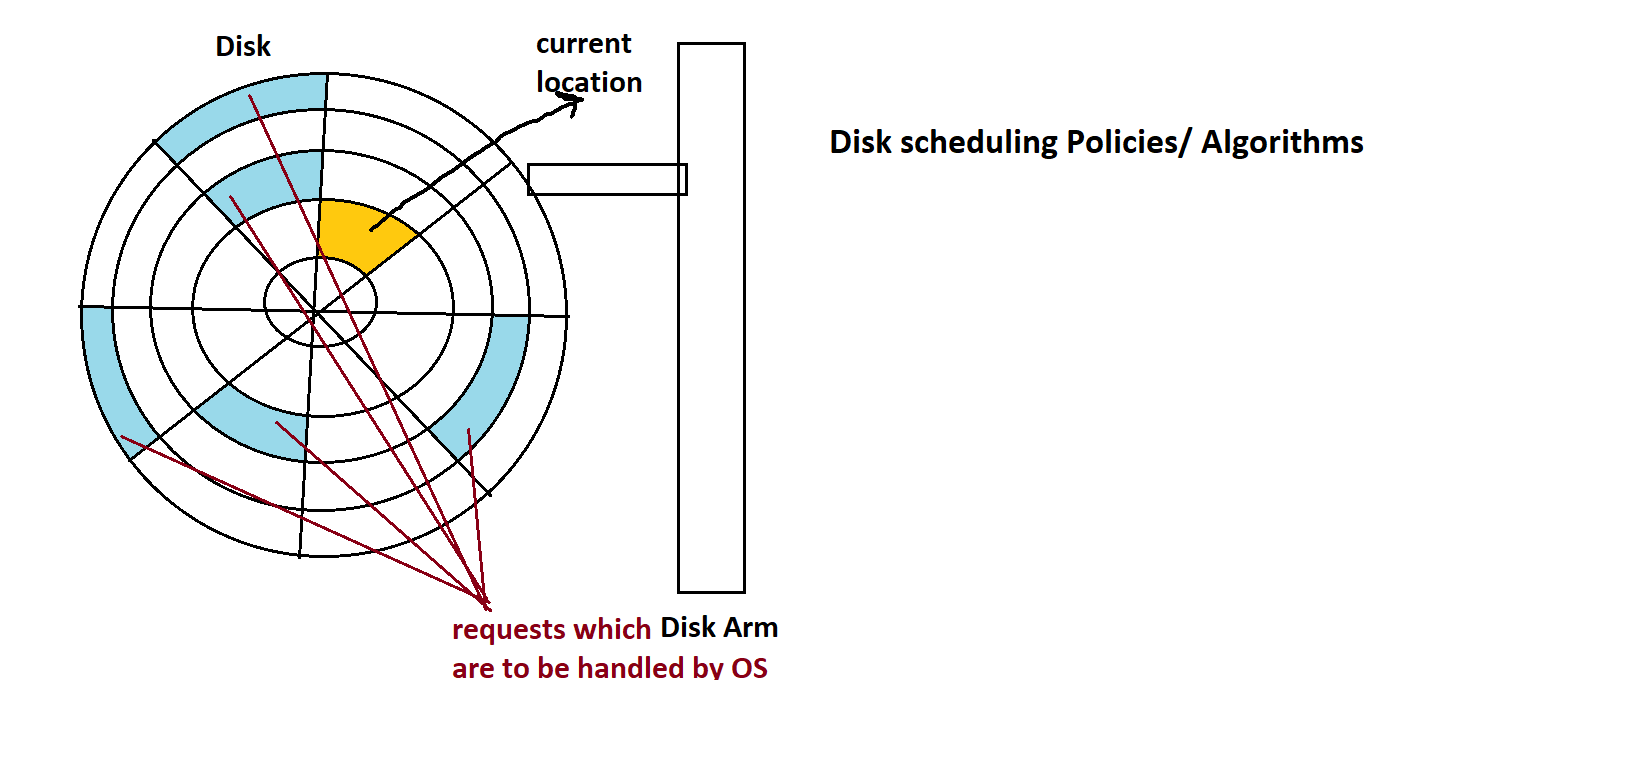 Disk
current
location
Disk scheduling Policies/ Algorithms
requests which
are to be handled by OS
Disk Arm